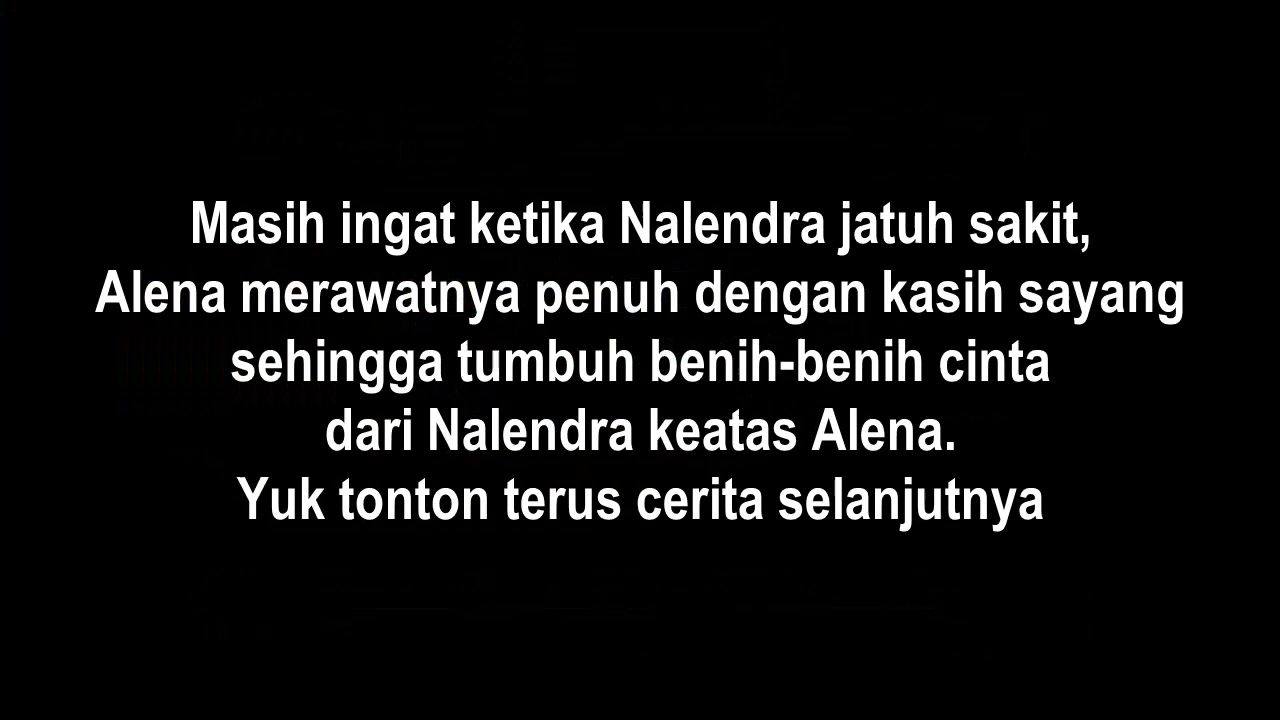 Masih ingat ketika Nalendra jatuh sakit,
Alena merawatnya penuh dengan kasih sayang
sehingga tumbuh benih-benih cinta
dari Nalendra keatas Alena.
Yuk tonton terus cerita selanjutnya